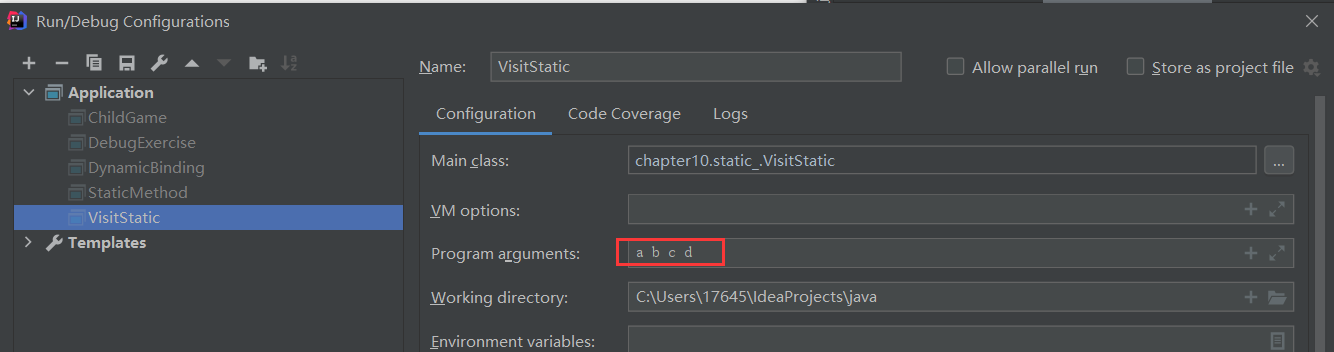 Run/Debug Configurations
Name: VisitStatic Allow parallel run Store as project file
Application
ChildGame
DebugExercise
DynamicBinding
StaticMethod
VisitStatic
Templates
Configuration Code Coverage Logs
Main class: chapter10.static_.VisitStatic ...
VM options:
Program arguments: a b c d
Working directory: C:\Users\17645\IdeaProjects\java
Environment variables: